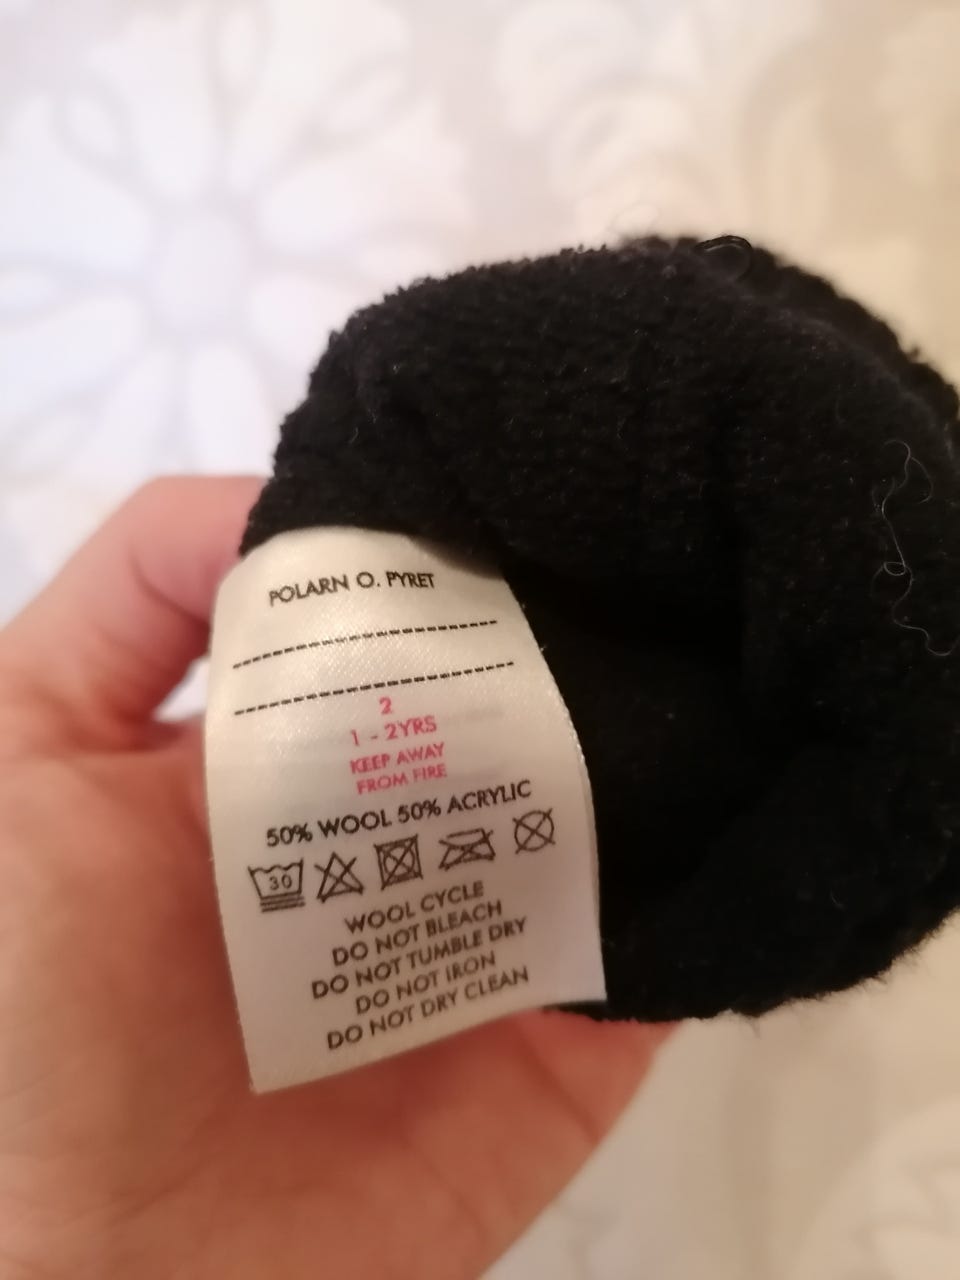 POLARN O. PYRET
2
1 - 2YRS
KEEP AWAY
FROM FIRE
50% WOOL 50% ACRYLIC
30
WOOL CYCLE
DO NOT BLEACH
DO NOT TUMBLE DRY
DO NOT IRON
DO NOT DRY CLEAN